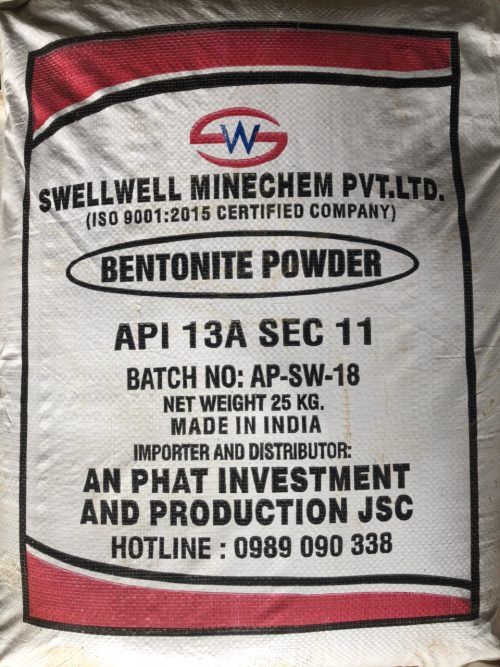 SW
SWELLWELL MINECHEM PVT.LTD.
(ISO 9001:2015 CERTIFIED COMPANY)
BENTONITE POWDER
API 13A SEC 11
BATCH NO: AP-SW-18
NET WEIGHT 25 KG.
MADE IN INDIA
IMPORTER AND DISTRIBUTOR:
AN PHAT INVESTMENT
AND PRODUCTION JSC
HOTLINE : 0989 090 338